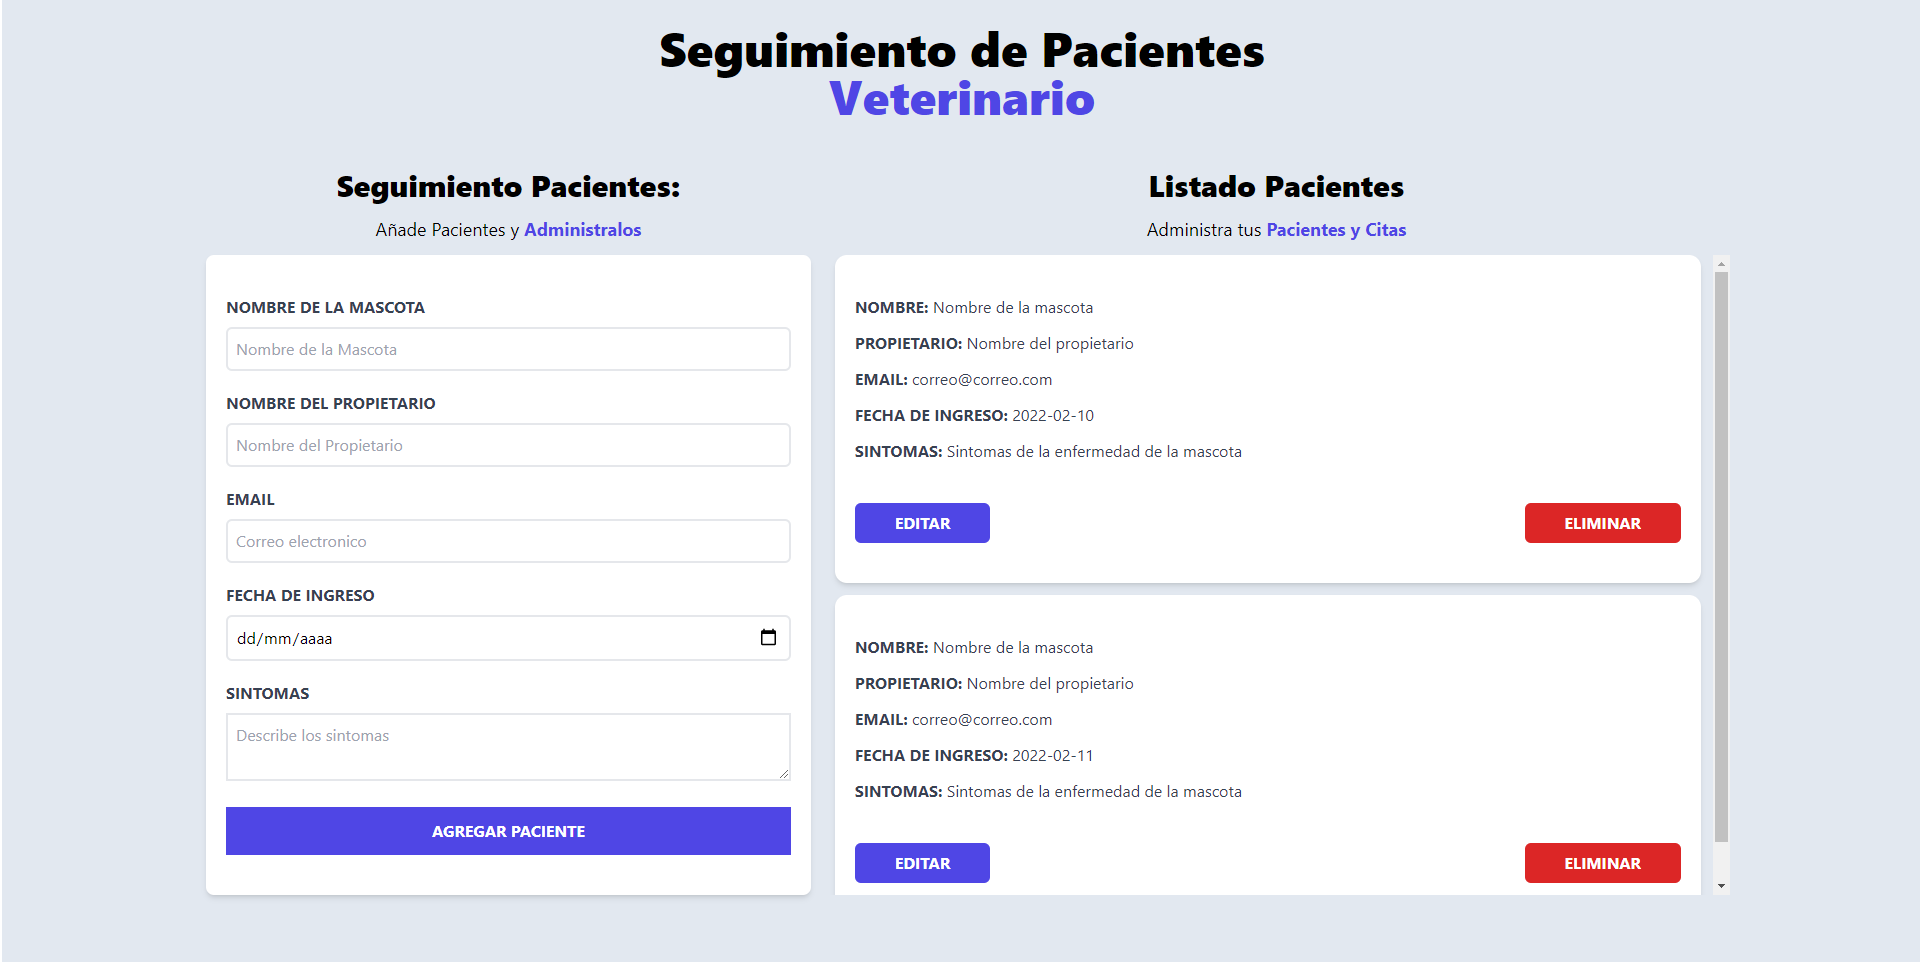 Seguimiento de Pacientes
Veterinario
Seguimiento Pacientes:
Añade Pacientes y Administralos
NOMBRE DE LA MASCOTA
Nombre de la Mascota
NOMBRE DEL PROPIETARIO
Nombre del Propietario
EMAIL
Correo electronico
FECHA DE INGRESO
dd/mm/aaaa
SINTOMAS
Describe los sintomas
AGREGAR PACIENTE
Listado Pacientes
Administra tus Pacientes y Citas
NOMBRE: Nombre de la mascota
PROPIETARIO: Nombre del propietario
EMAIL: correo@correo.com
FECHA DE INGRESO: 2022-02-10
SINTOMAS: Sintomas de la enfermedad de la mascota
EDITAR
ELIMINAR
NOMBRE: Nombre de la mascota
PROPIETARIO: Nombre del propietario
EMAIL: correo@correo.com
FECHA DE INGRESO: 2022-02-11
SINTOMAS: Sintomas de la enfermedad de la mascota
EDITAR
ELIMINAR